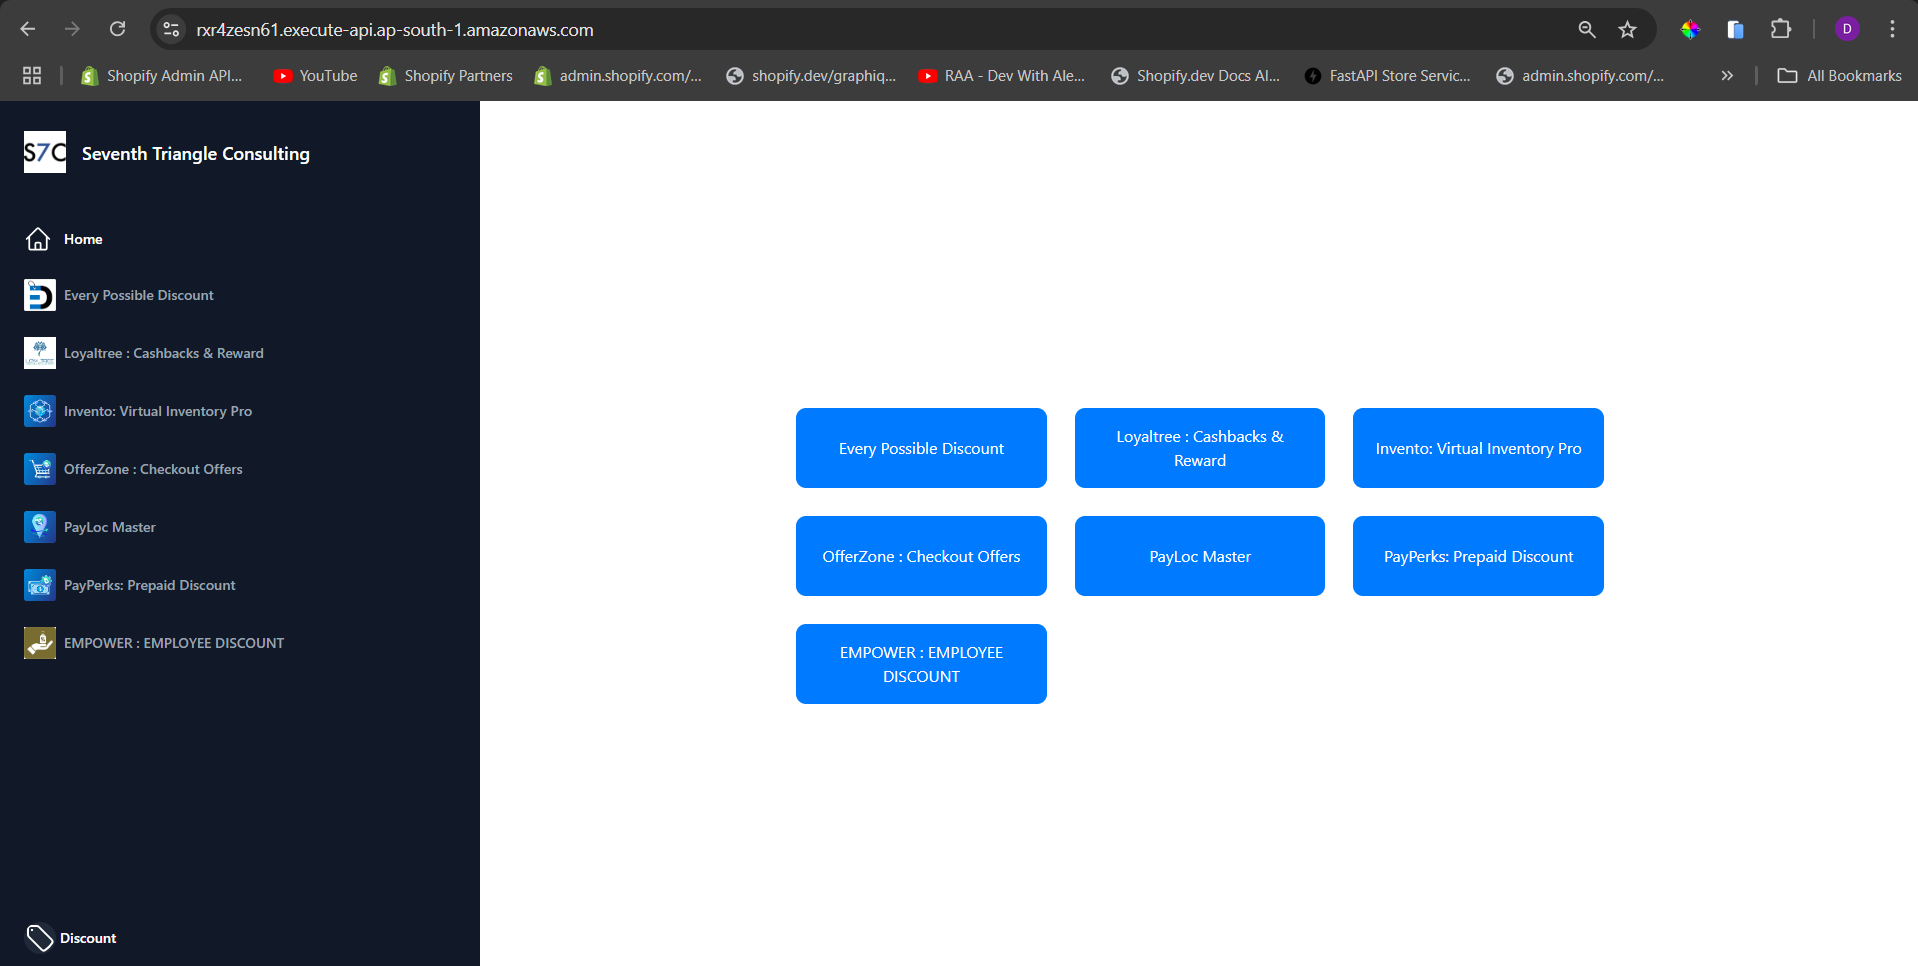 rxr4zesn61.execute-api.ap-south-1.amazonaws.com
D
Shopify Admin API...
YouTube
Shopify Partners
admin.shopify.com/...
shopify.dev/graphiq...
RAA - Dev With Ale...
Shopify.dev Docs AI...
FastAPI Store Servic...
admin.shopify.com/...
All Bookmarks
S7C
Seventh Triangle Consulting
Home
Every Possible Discount
Loyaltree : Cashbacks & Reward
Invento: Virtual Inventory Pro
OfferZone : Checkout Offers
PayLoc Master
PayPerks: Prepaid Discount
EMPOWER : EMPLOYEE DISCOUNT
Discount
Every Possible Discount
Loyaltree : Cashbacks &
Reward
Invento: Virtual Inventory Pro
OfferZone : Checkout Offers
PayLoc Master
PayPerks: Prepaid Discount
EMPOWER : EMPLOYEE
DISCOUNT